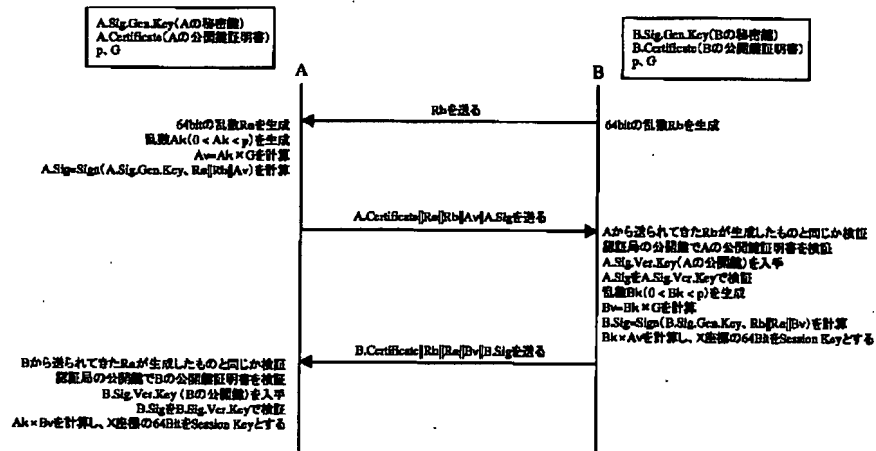 A.Sig.Gen.Key(Aの秘密鍵)
A.Certificate(Aの公開鍵証明書)
p、G
B.Sig.Gen.Key(Bの秘密鍵)
B.Certificate(Bの公開鍵証明書)
p、G
A
B
Rbを送る
64bitの乱数Rbを生成
64bitの乱数Raを生成
乱数Ak(0 < Ak < p)を生成
Av=Ak×Gを計算
A.Sig=Sign(A.Sig.Gen.Key、Ra||Rb||Av)を計算
A.Certificate||Ra||Rb||Av||A.Sigを送る
Aから送られてきたRbが生成したものと同じか検証
認証局の公開鍵でAの公開鍵証明書を検証
A.Sig.Ver.Key(Aの公開鍵)を入手
A.SigをA.Sig.Ver.Keyで検証
乱数Bk(0 < Bk < p)を生成
Bv=Bk×Gを計算
B.Sig=Sign(B.Sig.Gen.Key、Rb||Ra||Bv)を計算
Bk×Avを計算し、X座標の64BitをSession Keyとする
B.Certificate||Rb||Ra||Bv||B.Sigを送る
Bから送られてきたRaが生成したものと同じか検証
認証局の公開鍵でBの公開鍵証明書を検証
B.Sig.Ver.Key (Bの公開鍵)を入手
B.SigをB.Sig.Ver.Keyで検証
Ak×Bvを計算し、X座標の64BitをSession Keyとする